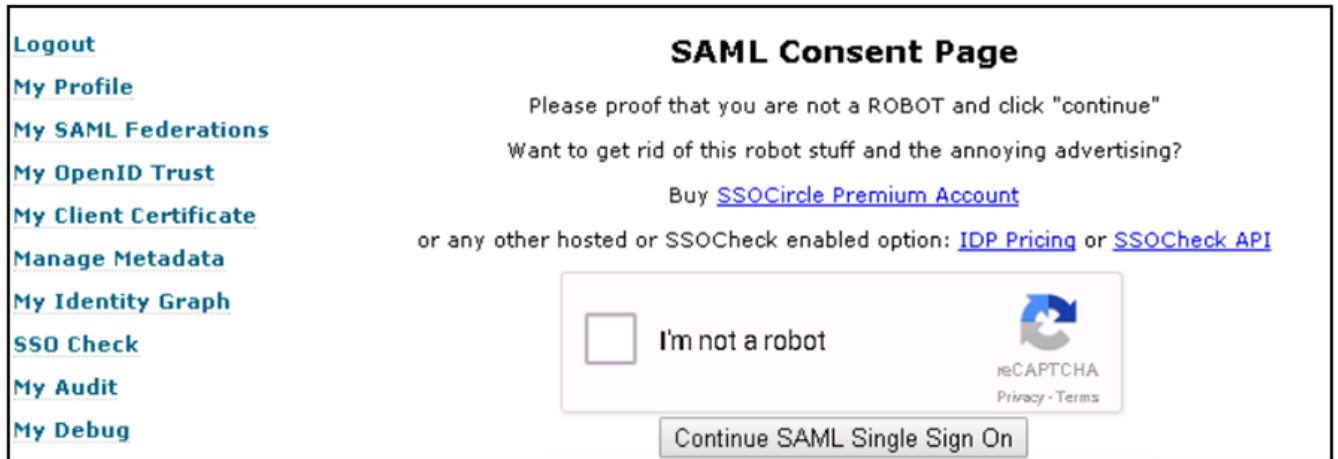 Logout
My Profile
My SAML Federations
My OpenID Trust
My Client Certificate
Manage Metadata
My Identity Graph
SSO Check
My Audit
My Debug
SAML Consent Page
Please proof that you are not a ROBOT and click "continue"
Want to get rid of this robot stuff and the annoying advertising?
Buy SSOCircle Premium Account
or any other hosted or SSOCheck enabled option: IDP Pricing or SSOCheck API
I'm not a robot
reCAPTCHA
Privacy - Terms
Continue SAML Single Sign On